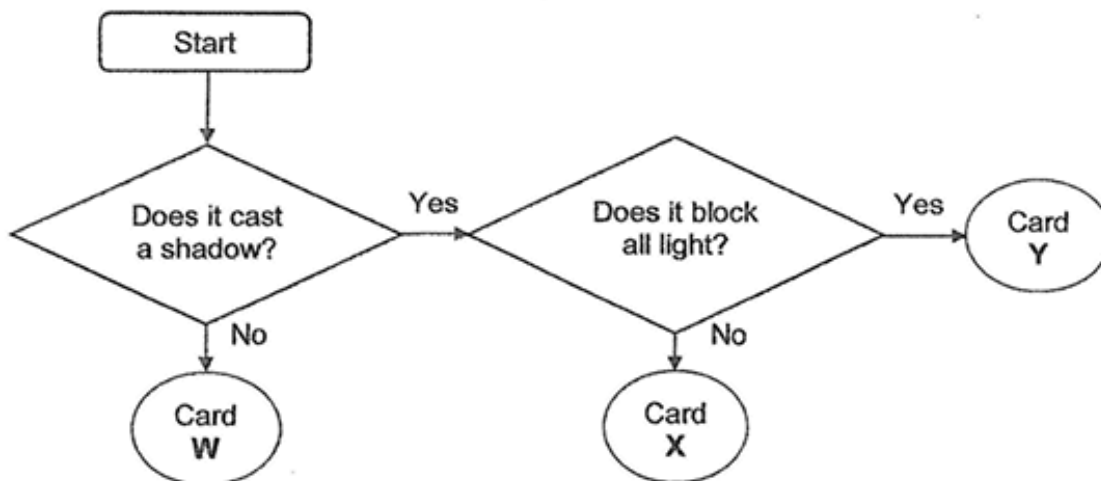 Start
Does it cast
a shadow?
Yes
Does it block
all light?
Yes
Card
Y
No
No
Card
W
Card
X